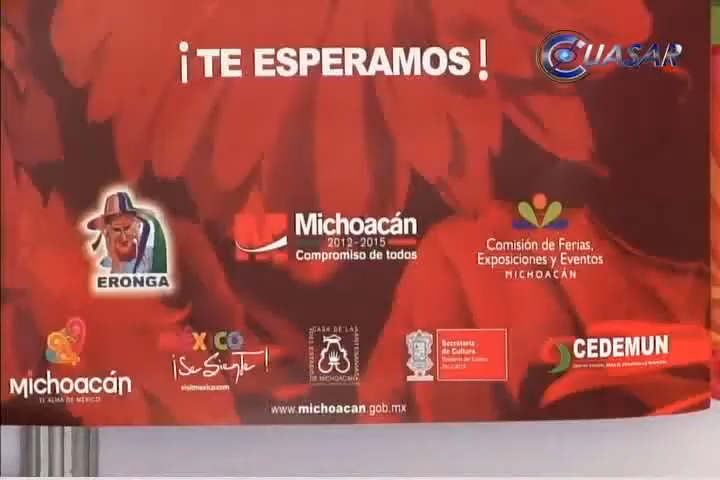 ¡TE ESPERAMOS!
CUASAR
ERONGA
Michoacán
2012-2015
Compromiso de todos
Comisión de Ferias,
Exposiciones y Eventos
MICHOACÁN
Michoacán
EL ALMA DE MÉXICO
MÉXICO
¡Se Siente!
visitmexico.com
CASA DE LAS
ARTESANÍAS
DE MICHOACÁN
Secretaría
de Cultura
CEDEMUN
www.michoacan.gob.mx